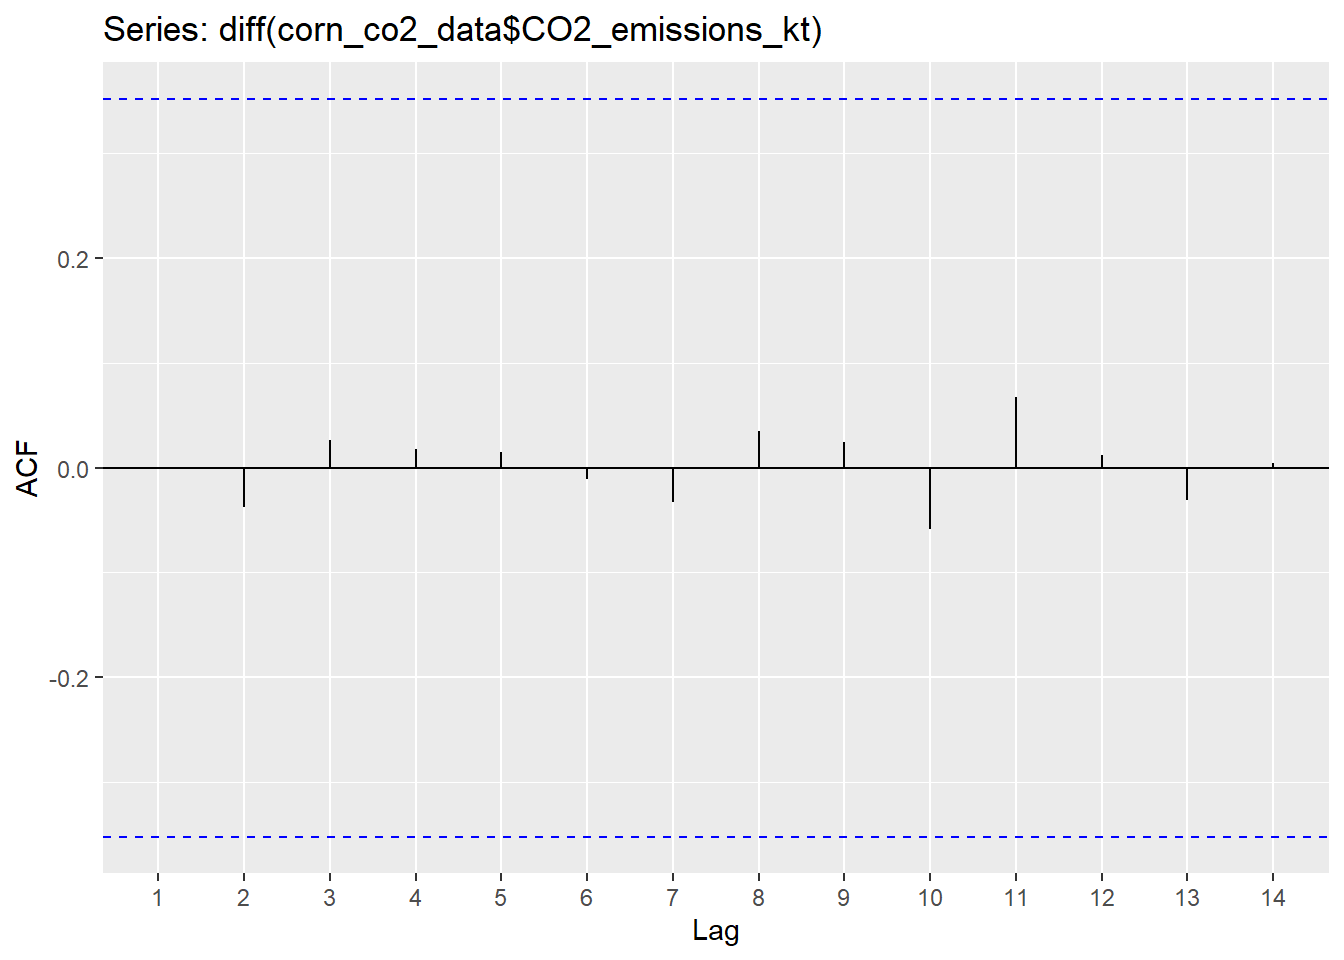 Series: diff(corn_co2_data$CO2_emissions_kt)
ACF
0.2
0.0
-0.2
1 2 3 4 5 6 7 8 9 10 11 12 13 14
Lag